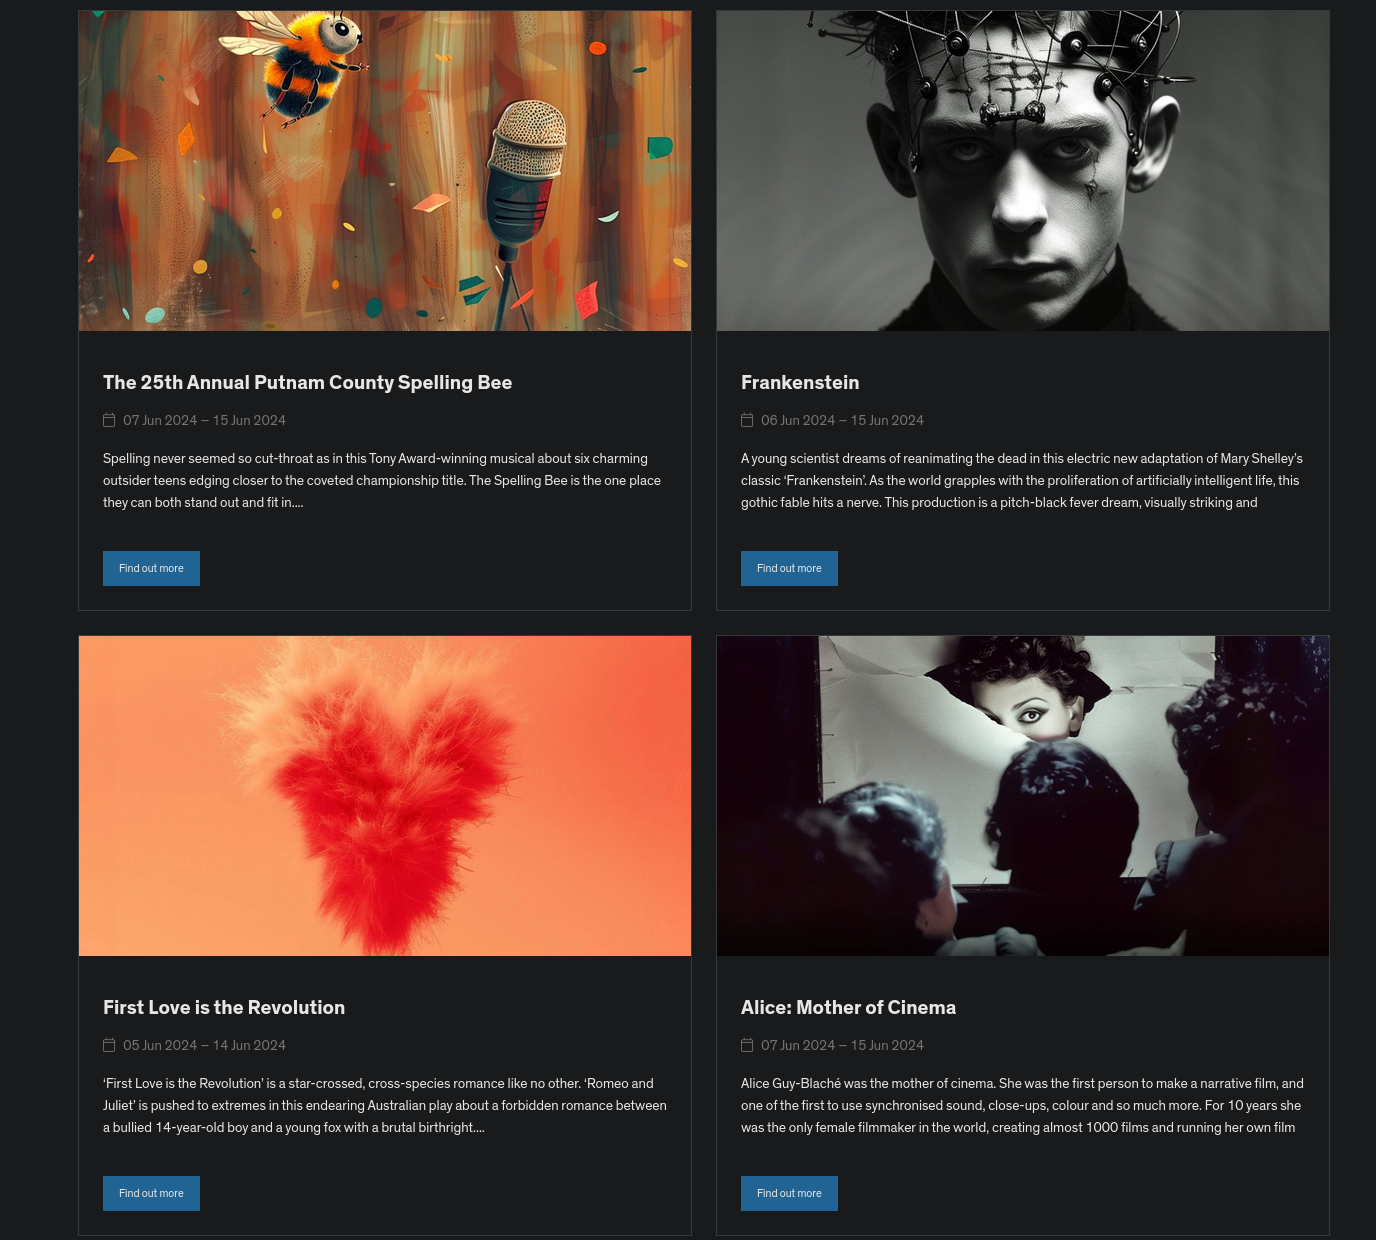 The 25th Annual Putnam County Spelling Bee
07 Jun 2024 – 15 Jun 2024
Spelling never seemed so cut-throat as in this Tony Award-winning musical about six charming
outsider teens edging closer to the coveted championship title. The Spelling Bee is the one place
they can both stand out and fit in....
Find out more
Frankenstein
06 Jun 2024 – 15 Jun 2024
A young scientist dreams of reanimating the dead in this electric new adaptation of Mary Shelley’s
classic ‘Frankenstein’. As the world grapples with the proliferation of artificially intelligent life, this
gothic fable hits a nerve. This production is a pitch-black fever dream, visually striking and
Find out more
First Love is the Revolution
05 Jun 2024 – 14 Jun 2024
‘First Love is the Revolution’ is a star-crossed, cross-species romance like no other. ‘Romeo and
Juliet’ is pushed to extremes in this endearing Australian play about a forbidden romance between
a bullied 14-year-old boy and a young fox with a brutal birthright....
Find out more
Alice: Mother of Cinema
07 Jun 2024 – 15 Jun 2024
Alice Guy-Blaché was the mother of cinema. She was the first person to make a narrative film, and
one of the first to use synchronised sound, close-ups, colour and so much more. For 10 years she
was the only female filmmaker in the world, creating almost 1000 films and running her own film
Find out more